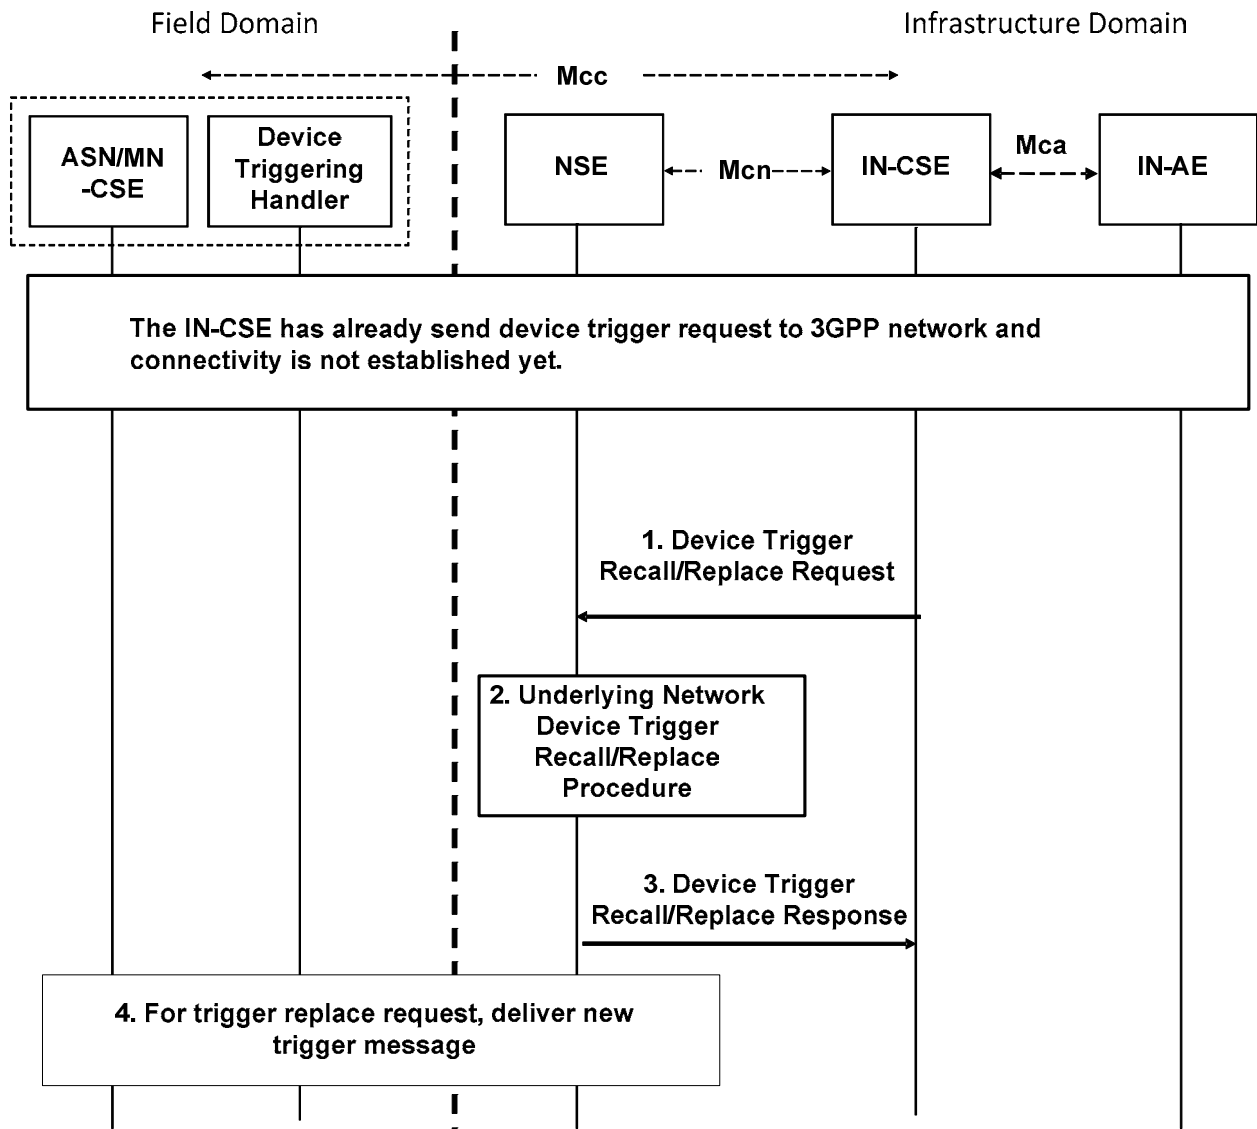 Field Domain
Infrastructure Domain
Mcc
ASN/MN
-CSE
Device
Triggering
Handler
NSE
Mcn
IN-CSE
Mca
IN-AE
The IN-CSE has already send device trigger request to 3GPP network and
connectivity is not established yet.
1. Device Trigger
Recall/Replace Request
2. Underlying Network
Device Trigger
Recall/Replace
Procedure
3. Device Trigger
Recall/Replace Response
4. For trigger replace request, deliver new
trigger message